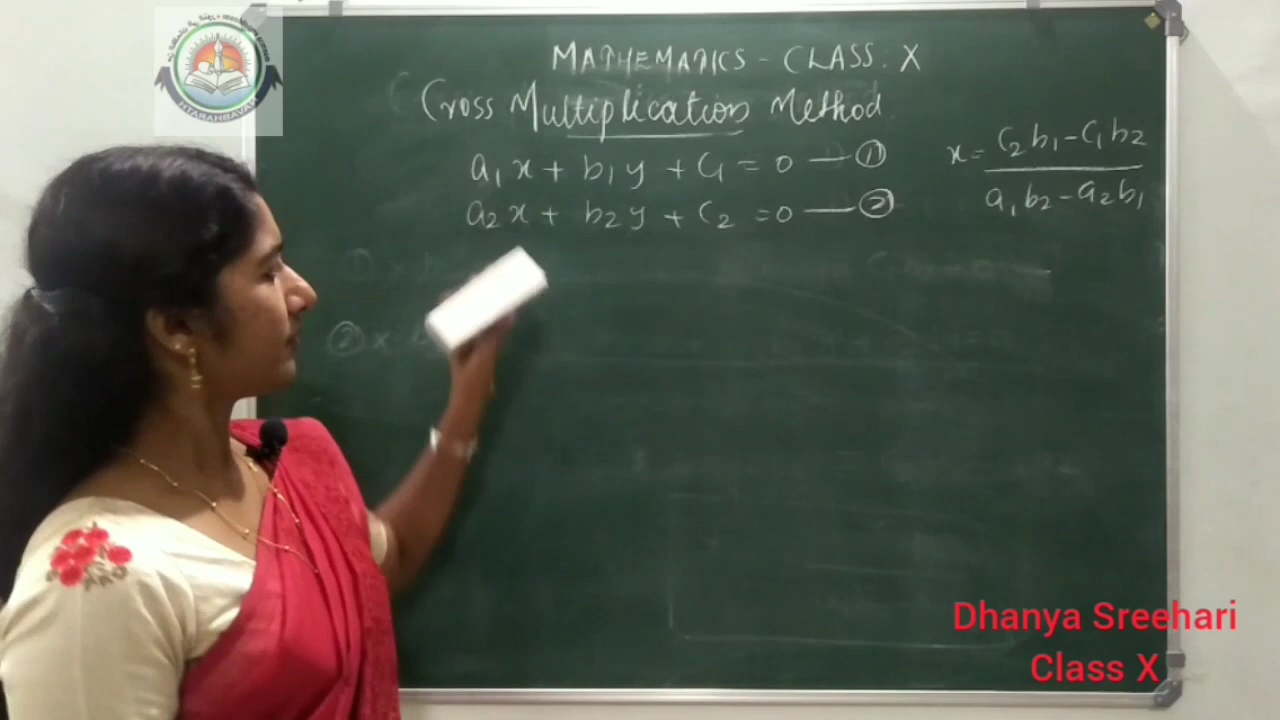 MATHEMATICS - CLASS: X
Cross Multiplication Method
a₁x + b₁y + C₁ = 0 — ①
a₂x + b₂y + C₂ = 0 — ②
x = (C₂b₁ - C₁b₂) / (a₁b₂ - a₂b₁)
② x
Dhanya Sreehari
Class X